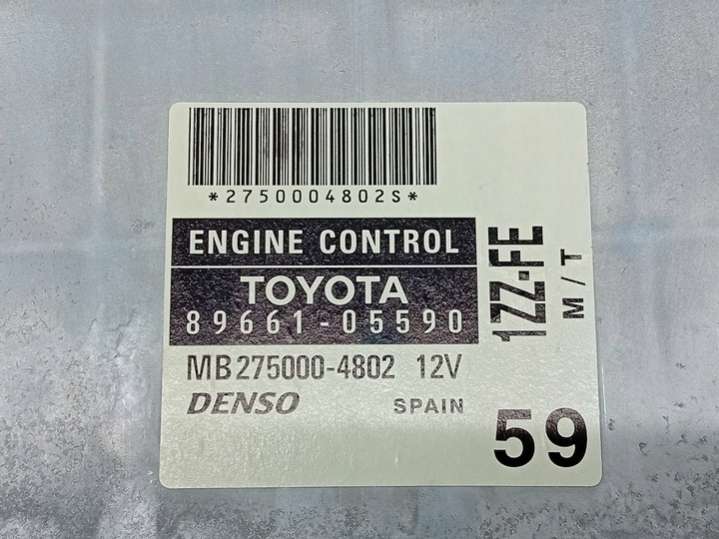 *2750004802S*
ENGINE CONTROL
TOYOTA
89661-05590
MB275000-4802 12V
DENSO SPAIN
1ZZ-FE
M/T
59